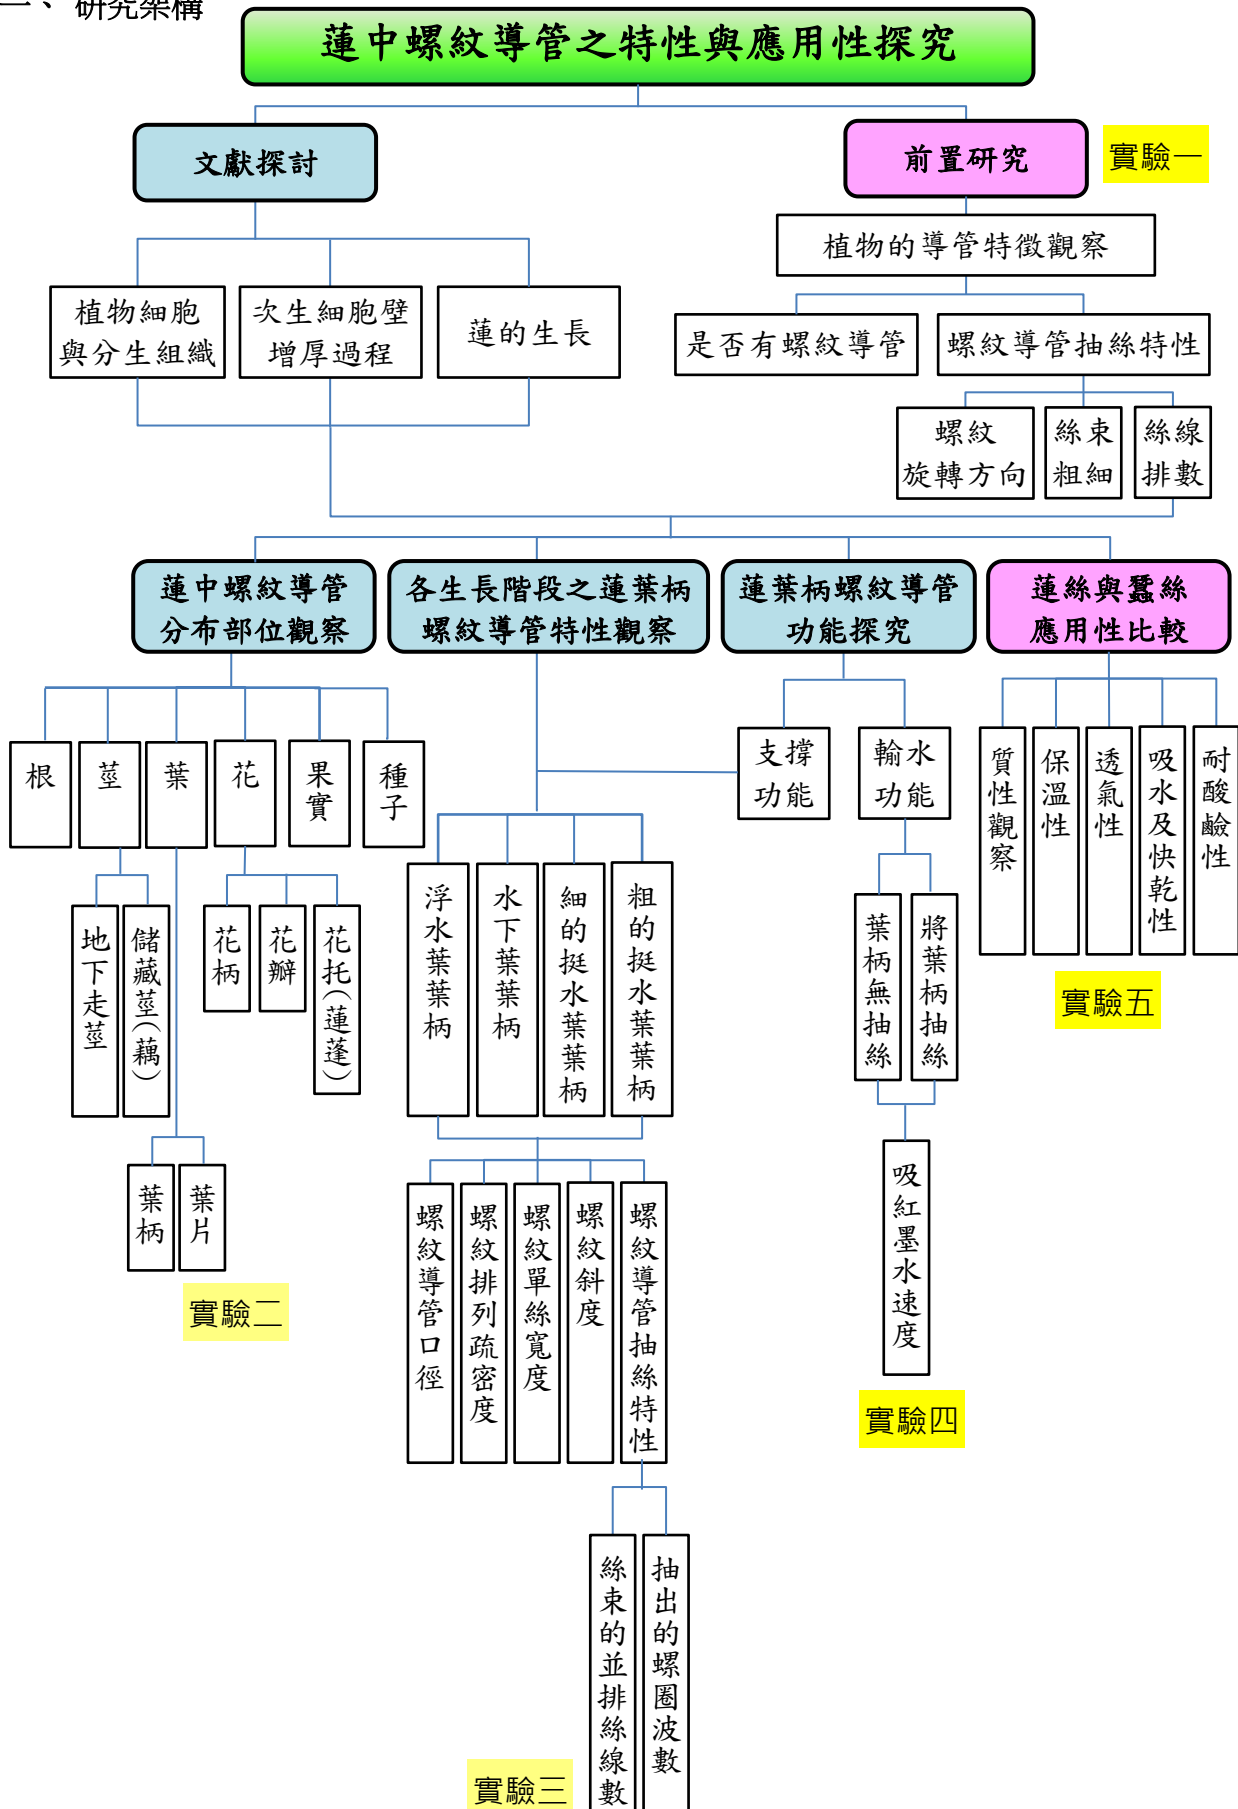 一、研究架構
蓮中螺紋導管之特性與應用性探究
文獻探討
前置研究
實驗一
植物的導管特徵觀察
植物細胞
與分生組織
次生細胞壁
增厚過程
蓮的生長
是否有螺紋導管
螺紋導管抽絲特性
螺紋
旋轉方向
絲束
粗細
絲線
排數
蓮中螺紋導管
分布部位觀察
各生長階段之蓮葉柄
螺紋導管特性觀察
蓮葉柄螺紋導管
功能探究
蓮絲與蠶絲
應用性比較
根
莖
葉
花
果實
種子
支撐
功能
輸水
功能
質性觀察
保溫性
透氣性
吸水及快乾性
耐酸鹼性
地下走莖
儲藏莖(藕)
花柄
花瓣
花托(蓮蓬)
浮水葉葉柄
水下葉葉柄
細的挺水葉葉柄
粗的挺水葉葉柄
葉柄無抽絲
將葉柄抽絲
實驗五
葉柄
葉片
實驗二
螺紋導管口徑
螺紋排列疏密度
螺紋單絲寬度
螺紋斜度
螺紋導管抽絲特性
吸紅墨水速度
實驗四
絲束的並排絲線數
抽出的螺圈波數
實驗三